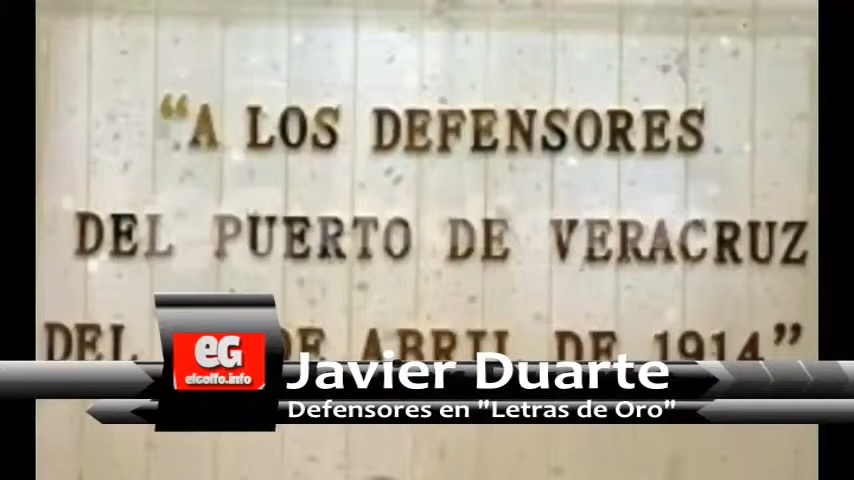 “A LOS DEFENSORES
DEL PUERTO DE VERACRUZ
DEL DE ABRIL DE 1914”
eG
elgolfo.info
Javier Duarte
Defensores en "Letras de Oro"